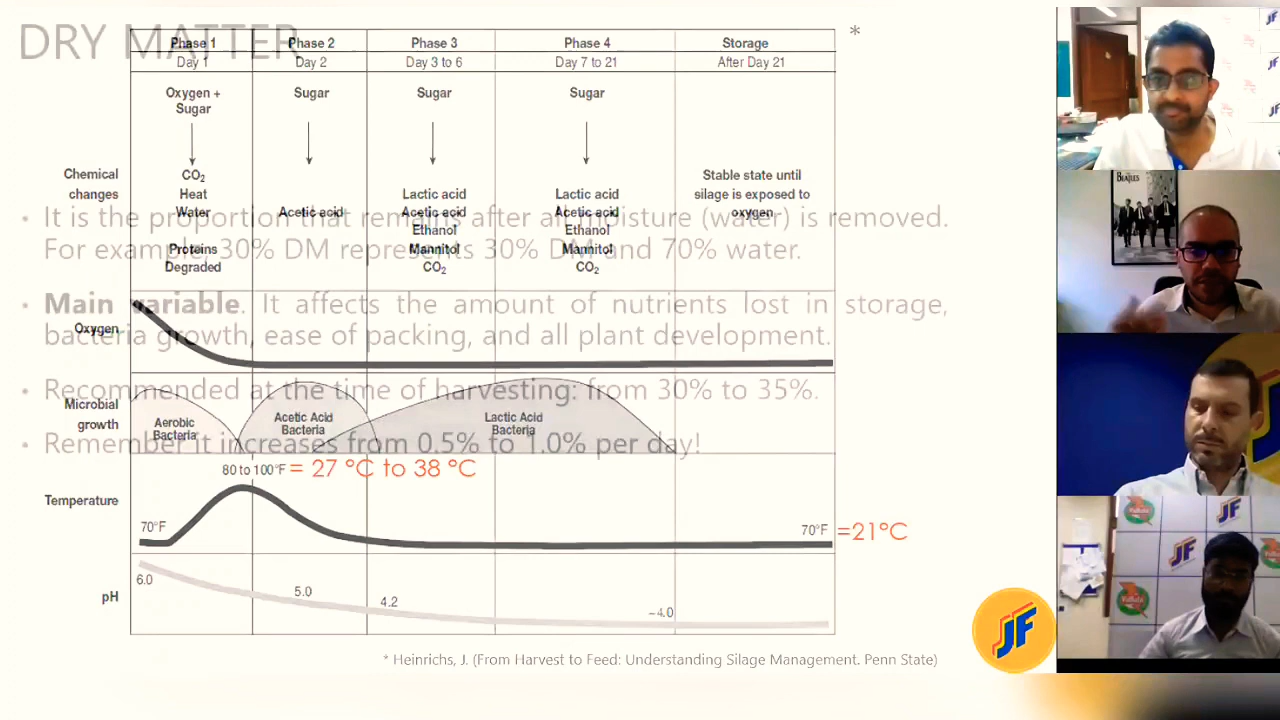 DRY MATTER
*
Phase 1 Phase 2 Phase 3 Phase 4 Storage
Day 1 Day 2 Day 3 to 6 Day 7 to 21 After Day 21
Oxygen + Sugar Sugar Sugar
Sugar
Chemical CO₂ Stable state until
changes Heat Lactic acid Lactic acid silage is exposed to
Water Acetic acid Acetic acid Acetic acid oxygen
Ethanol Ethanol
Proteins Mannitol Mannitol
Degraded CO₂ CO₂
• It is the proportion that remains after all moisture (water) is removed.
For example, 30% DM represents 30% DM and 70% water.
• Main variable. It affects the amount of nutrients lost in storage,
bacteria growth, ease of packing, and all plant development.
• Recommended at the time of harvesting: from 30% to 35%.
• Remember it increases from 0.5% to 1.0% per day!
Oxygen
Microbial
growth
Aerobic
Bacteria
Acetic Acid
Bacteria
Lactic Acid
Bacteria
80 to 100°F = 27 °C to 38 °C
Temperature
70°F
70°F =21°C
pH
6.0
5.0
4.2
~4.0
* Heinrichs, J. (From Harvest to Feed: Understanding Silage Management. Penn State)
JF
JF
JF
JF
THE BEATLES
JF
JF
JF